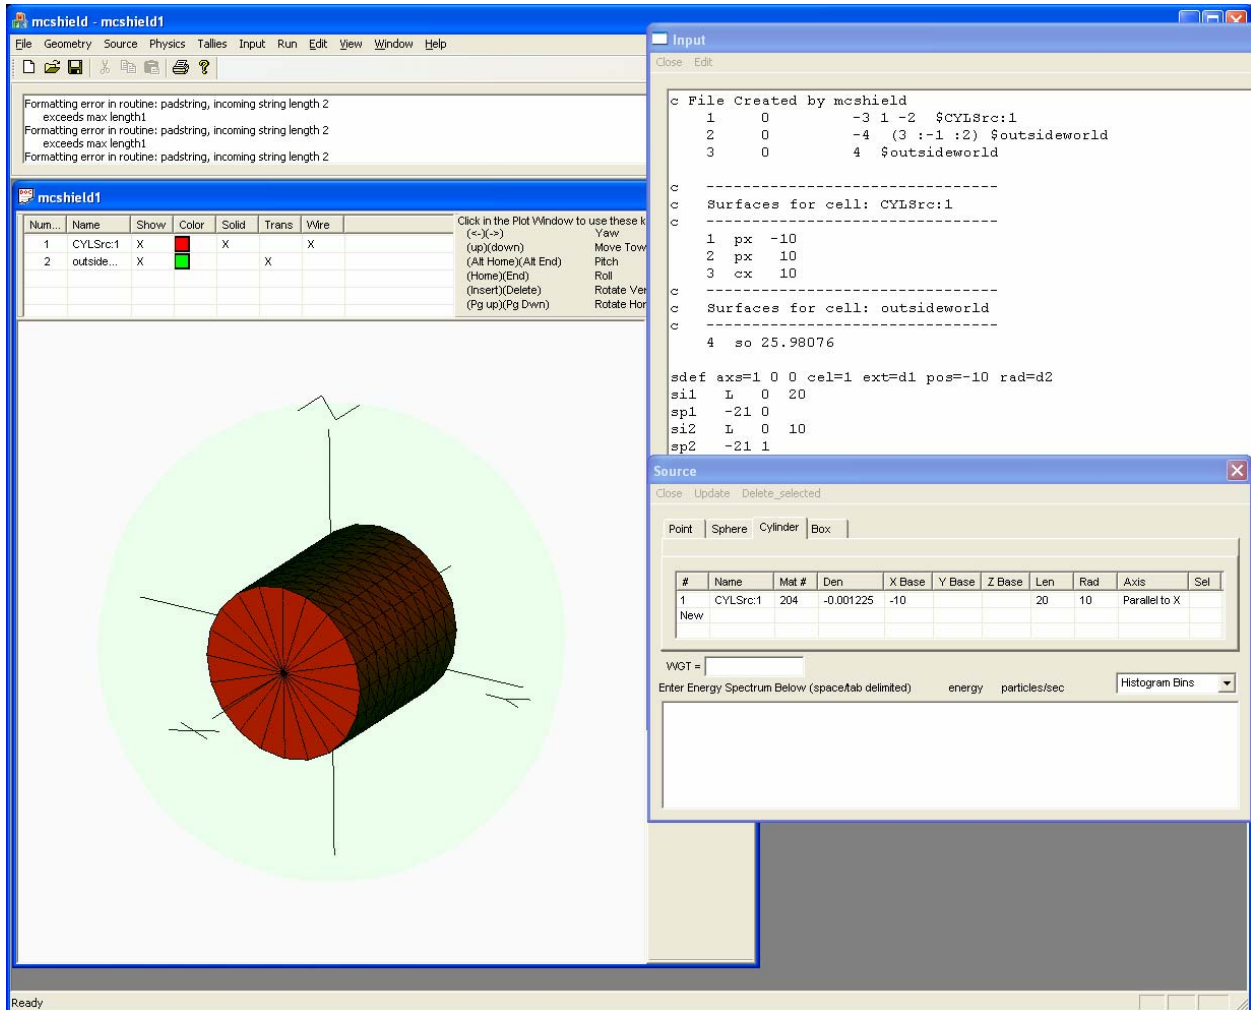 mcshield - mcshield1
File Geometry Source Physics Tallies Input Run Edit View Window Help
Formatting error in routine: padstring, incoming string length 2
exceeds max length1
Formatting error in routine: padstring, incoming string length 2
exceeds max length1
Formatting error in routine: padstring, incoming string length 2
mcshield1
Num... Name Show Color Solid Trans Wire
1 CYLSrc:1 X X X
2 outside... X X
Click in the Plot Window to use these k
(<-)(->) Yaw
(up)(down) Move Tow
(Alt Home)(Alt End) Pitch
(Home)(End) Roll
(Insert)(Delete) Rotate Ver
(Pg up)(Pg Dwn) Rotate Hor
Input
Close Edit
c File Created by mcshield
1 0 -3 1 -2 $CYLSrc:1
2 0 -4 (3 :-1 :2) $outsideworld
3 0 4 $outsideworld
c --------------------------------
c Surfaces for cell: CYLSrc:1
c --------------------------------
1 px -10
2 px 10
3 cx 10
c --------------------------------
c Surfaces for cell: outsideworld
c --------------------------------
4 so 25.98076
sdef axs=1 0 0 cel=1 ext=d1 pos=-10 rad=d2
si1 L 0 20
sp1 -21 0
si2 L 0 10
sp2 -21 1
Source
Close Update Delete_selected
Point Sphere Cylinder Box
# Name Mat # Den X Base Y Base Z Base Len Rad Axis Sel
1 CYLSrc:1 204 -0.001225 -10 20 10 Parallel to X
New
WGT =
Enter Energy Spectrum Below (space/tab delimited) energy particles/sec Histogram Bins
Ready